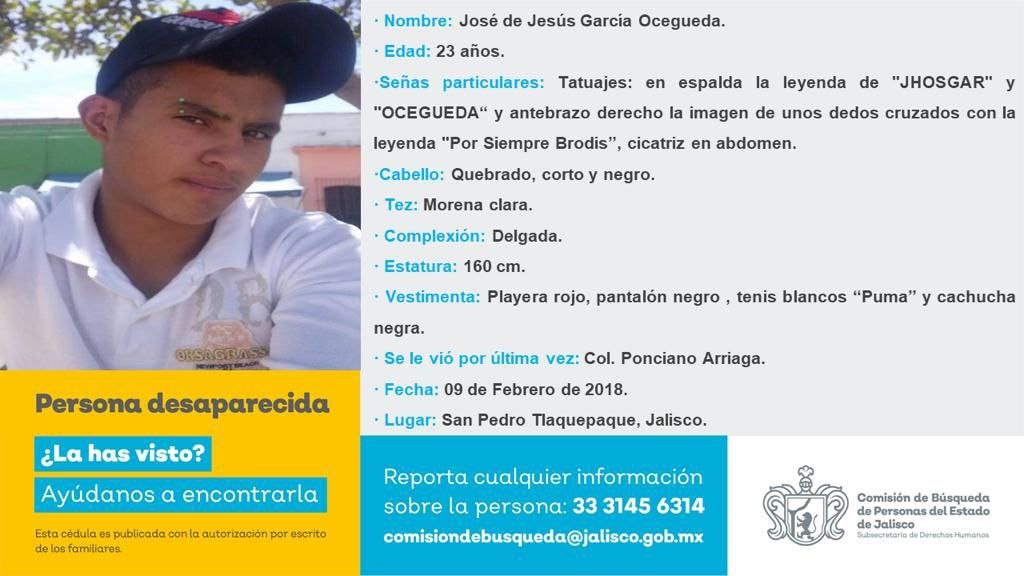 · Nombre: José de Jesús García Ocegueda.
· Edad: 23 años.
·Señas particulares: Tatuajes: en espalda la leyenda de "JHOSGAR" y
"OCEGUEDA“ y antebrazo derecho la imagen de unos dedos cruzados con la
leyenda "Por Siempre Brodis”, cicatriz en abdomen.
·Cabello: Quebrado, corto y negro.
· Tez: Morena clara.
· Complexión: Delgada.
· Estatura: 160 cm.
· Vestimenta: Playera rojo, pantalón negro , tenis blancos “Puma” y cachucha
negra.
· Se le vió por última vez: Col. Ponciano Arriaga.
· Fecha: 09 de Febrero de 2018.
· Lugar: San Pedro Tlaquepaque, Jalisco.
NEWPORT BEACH
Persona desaparecida
¿La has visto?
Ayúdanos a encontrarla
Esta cédula es publicada con la autorización por escrito
de los familiares.
Reporta cualquier información
sobre la persona: 33 3145 6314
comisiondebusqueda@jalisco.gob.mx
Comisión de Búsqueda
de Personas del Estado
de Jalisco
Subsecretaría de Derechos Humanos